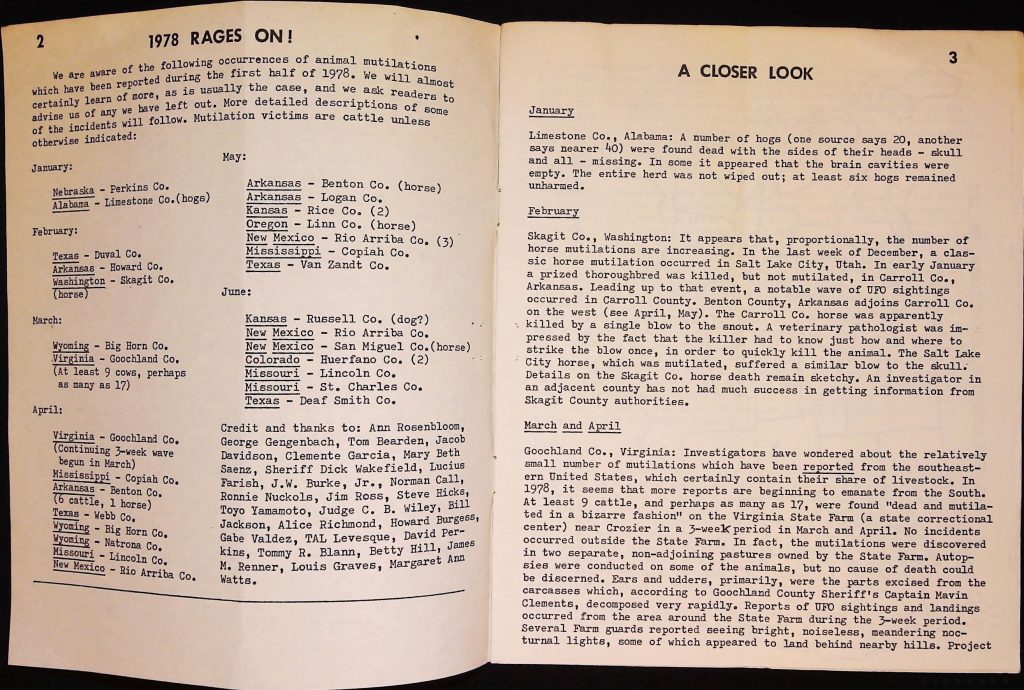 2
1978 RAGES ON!
We are aware of the following occurrences of animal mutilations
which have been reported during the first half of 1978. We will almost
certainly learn of more, as is usually the case, and we ask readers to
advise us of any we have left out. More detailed descriptions of some
of the incidents will follow. Mutilation victims are cattle unless
otherwise indicated:
January:
Nebraska - Perkins Co.
Alabama - Limestone Co.(hogs)
February:
Texas - Duval Co.
Arkansas - Howard Co.
Washington - Skagit Co.
(horse)
March:
Wyoming - Big Horn Co.
Virginia - Goochland Co.
(At least 9 cows, perhaps
as many as 17)
April:
Virginia - Goochland Co.
(Continuing 3-week wave
begun in March)
Mississippi - Copiah Co.
Arkansas - Benton Co.
(6 cattle, 1 horse)
Texas - Webb Co.
Wyoming - Big Horn Co.
Wyoming - Natrona Co.
Missouri - Lincoln Co.
New Mexico - Rio Arriba Co.
May:
Arkansas - Benton Co. (horse)
Arkansas - Logan Co.
Kansas - Rice Co. (2)
Oregon - Linn Co. (horse)
New Mexico - Rio Arriba Co. (3)
Mississippi - Copiah Co.
Texas - Van Zandt Co.
June:
Kansas - Russell Co. (dog?)
New Mexico - Rio Arriba Co.
New Mexico - San Miguel Co.(horse)
Colorado - Huerfano Co. (2)
Missouri - Lincoln Co.
Missouri - St. Charles Co.
Texas - Deaf Smith Co.
Credit and thanks to: Ann Rosenbloom,
George Gengenbach, Tom Bearden, Jacob
Davidson, Clemente Garcia, Mary Beth
Saenz, Sheriff Dick Wakefield, Lucius
Farish, J.W. Burke, Jr., Norman Call,
Ronnie Nuckols, Jim Ross, Steve Hicks,
Toyo Yamamoto, Judge C. B. Wiley, Bill
Jackson, Alice Richmond, Howard Burgess,
Gabe Valdez, TAL Levesque, David Per-
kins, Tommy R. Blann, Betty Hill, James
M. Renner, Louis Graves, Margaret Ann
Watts.
3
A CLOSER LOOK
January
Limestone Co., Alabama: A number of hogs (one source says 20, another
says nearer 40) were found dead with the sides of their heads - skull
and all - missing. In some it appeared that the brain cavities were
empty. The entire herd was not wiped out; at least six hogs remained
unharmed.
February
Skagit Co., Washington: It appears that, proportionally, the number of
horse mutilations are increasing. In the last week of December, a clas-
sic horse mutilation occurred in Salt Lake City, Utah. In early January
a prized thoroughbred was killed, but not mutilated, in Carroll Co.,
Arkansas. Leading up to that event, a notable wave of UFO sightings
occurred in Carroll County. Benton County, Arkansas adjoins Carroll Co.
on the west (see April, May). The Carroll Co. horse was apparently
killed by a single blow to the snout. A veterinary pathologist was im-
pressed by the fact that the killer had to know just how and where to
strike the blow once, in order to quickly kill the animal. The Salt Lake
City horse, which was mutilated, suffered a similar blow to the skull.
Details on the Skagit Co. horse death remain sketchy. An investigator in
an adjacent county has not had much success in getting information from
Skagit County authorities.
March and April
Goochland Co., Virginia: Investigators have wondered about the relatively
small number of mutilations which have been reported from the southeast-
ern United States, which certainly contain their share of livestock. In
1978, it seems that more reports are beginning to emanate from the South.
At least 9 cattle, and perhaps as many as 17, were found "dead and mutila-
ted in a bizarre fashion" on the Virginia State Farm (a state correctional
center) near Crozier in a 3-week period in March and April. No incidents
occurred outside the State Farm. In fact, the mutilations were discovered
in two separate, non-adjoining pastures owned by the State Farm. Autop-
sies were conducted on some of the animals, but no cause of death could
be discerned. Ears and udders, primarily, were the parts excised from the
carcasses which, according to Goochland County Sheriff's Captain Mavin
Clements, decomposed very rapidly. Reports of UFO sightings and landings
occurred from the area around the State Farm during the 3-week period.
Several Farm guards reported seeing bright, noiseless, meandering noc-
turnal lights, some of which appeared to land behind nearby hills. Project